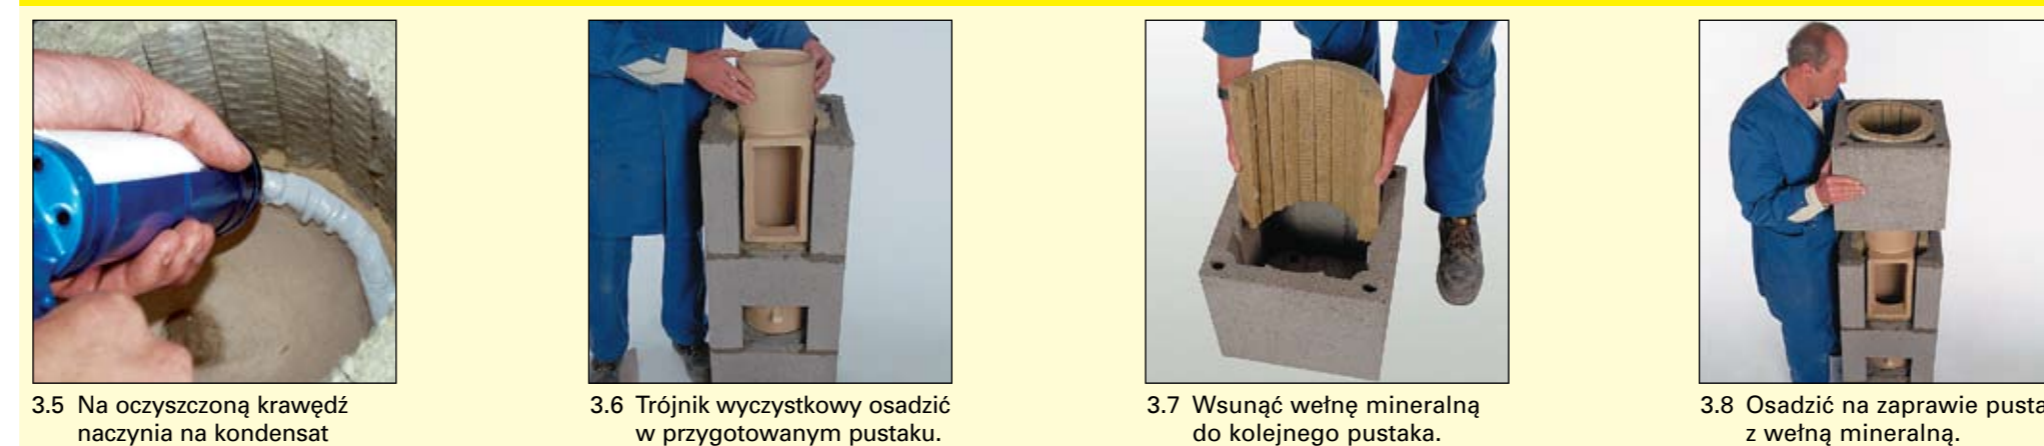 3.5 Na oczyszczoną krawędź
naczynia na kondensat
3.6 Trójnik wyczystkowy osadzić
w przygotowanym pustaku.
3.7 Wsunąć wełnę mineralną
do kolejnego pustaka.
3.8 Osadzić na zaprawie pusta
z wełną mineralną.